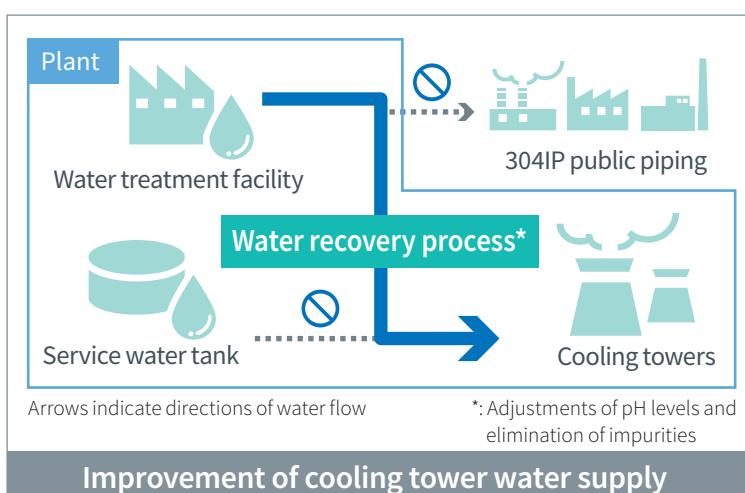 Plant
Water treatment facility
304IP public piping
Water recovery process*
Service water tank
Cooling towers
Arrows indicate directions of water flow
*: Adjustments of pH levels and
elimination of impurities
Improvement of cooling tower water supply